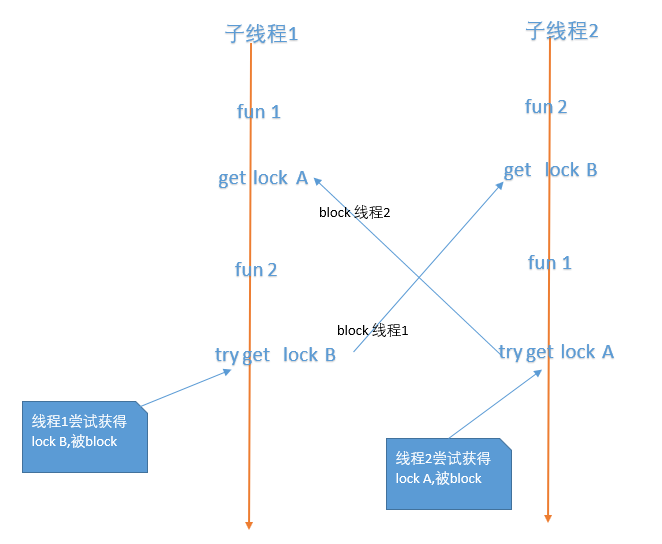 子线程1
子线程2
fun 1
fun 2
get lock A
get lock B
block 线程2
fun 2
fun 1
block 线程1
try get lock B
try get lock A
线程1尝试获得
lock B,被block
线程2尝试获得
lock A,被block